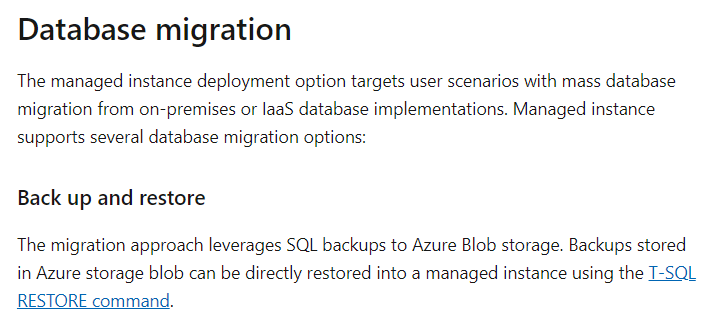 Database migration
The managed instance deployment option targets user scenarios with mass database
migration from on-premises or IaaS database implementations. Managed instance
supports several database migration options:
Back up and restore
The migration approach leverages SQL backups to Azure Blob storage. Backups stored
in Azure storage blob can be directly restored into a managed instance using the T-SQL
RESTORE command.